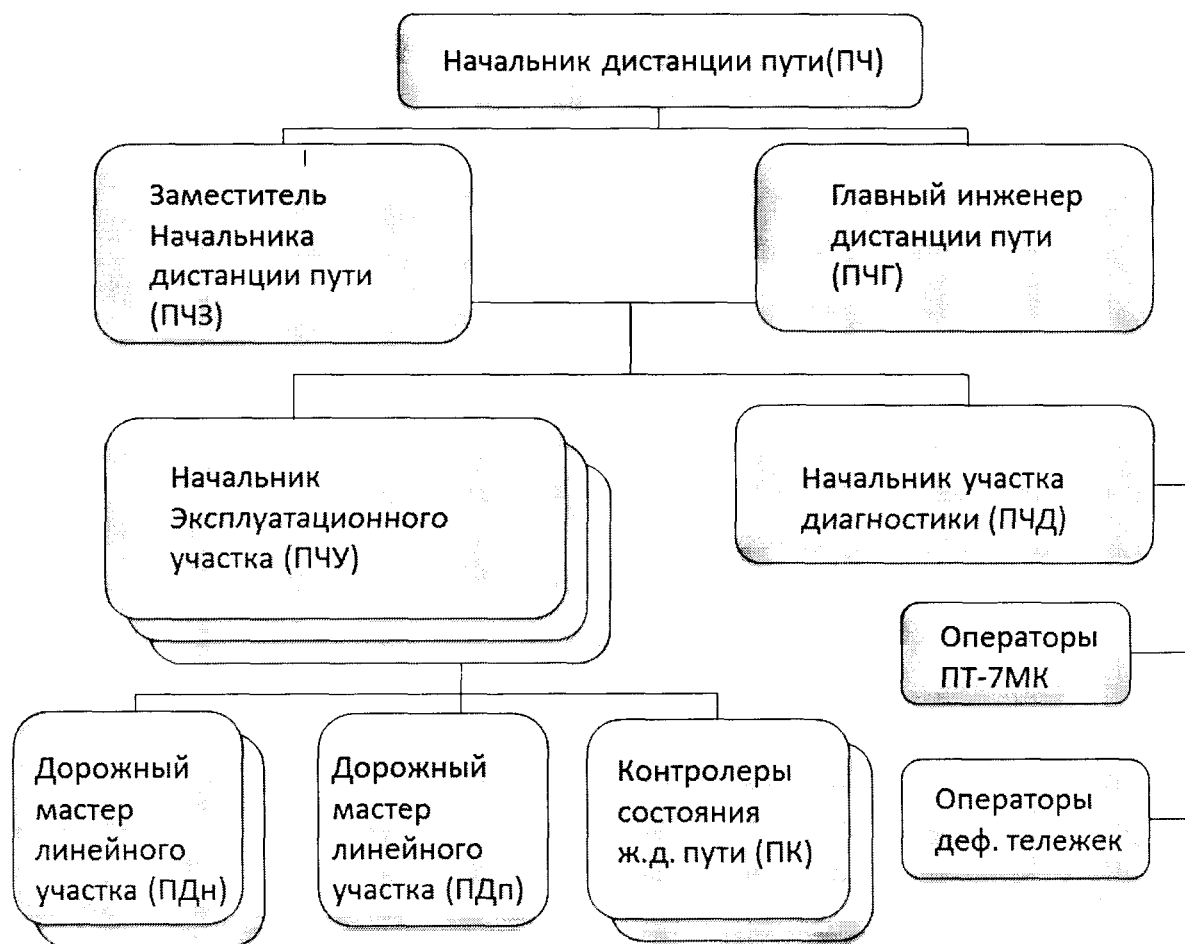 Начальник дистанции пути(ПЧ)
Заместитель
Начальника
дистанции пути
(ПЧЗ)
Главный инженер
дистанции пути
(ПЧГ)
Начальник
Эксплуатационного
участка (ПЧУ)
Начальник участка
диагностики (ПЧД)
Операторы
ПТ-7МК
Дорожный
мастер
линейного
участка (ПДн)
Дорожный
мастер
линейного
участка (ПДп)
Контролеры
состояния
ж.д. пути (ПК)
Операторы
деф. тележек